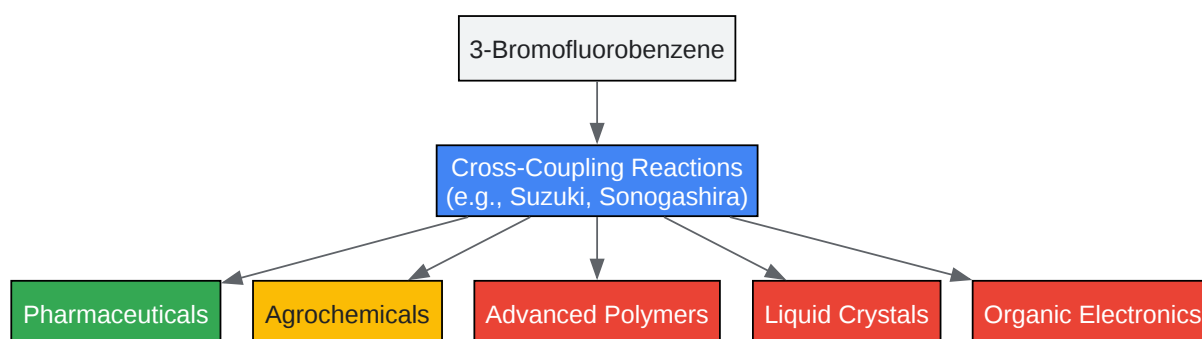 3-Bromofluorobenzene
Cross-Coupling Reactions
(e.g., Suzuki, Sonogashira)
Pharmaceuticals
Agrochemicals
Advanced Polymers
Liquid Crystals
Organic Electronics